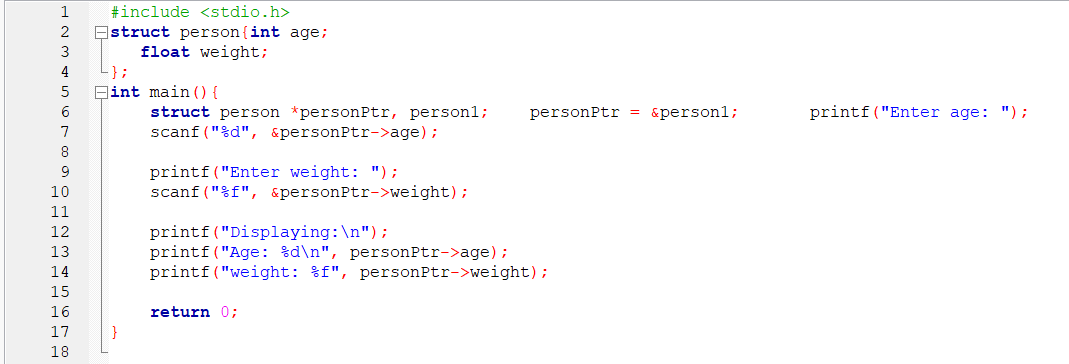 1 #include <stdio.h>
2 struct person{int age;
3 float weight;
4 };
5 int main(){
6 struct person *personPtr, person1; personPtr = &person1; printf("Enter age: ");
7 scanf("%d", &personPtr->age);
8
9 printf("Enter weight: ");
10 scanf("%f", &personPtr->weight);
11
12 printf("Displaying:\n");
13 printf("Age: %d\n", personPtr->age);
14 printf("weight: %f", personPtr->weight);
15
16 return 0;
17 }
18